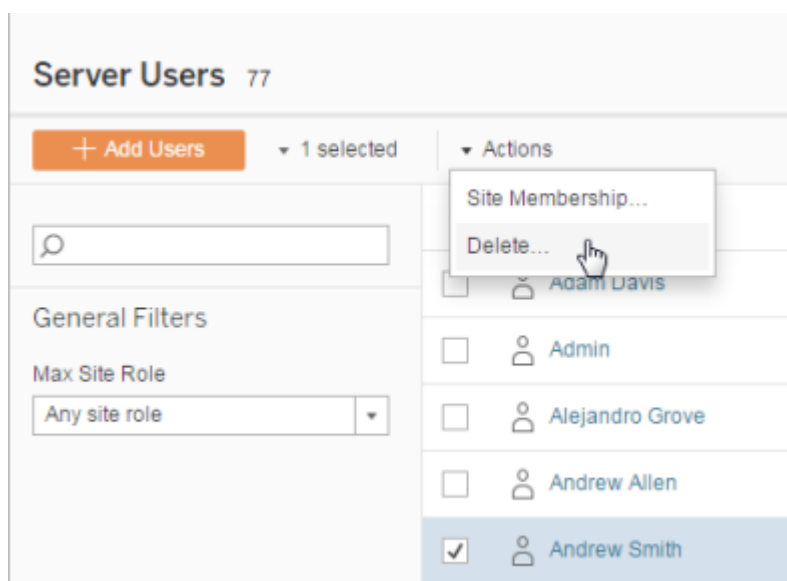 Server Users 77
+ Add Users
1 selected
Actions
Site Membership...
Delete...
General Filters
Max Site Role
Any site role
Adam Davis
Admin
Alejandro Grove
Andrew Allen
Andrew Smith